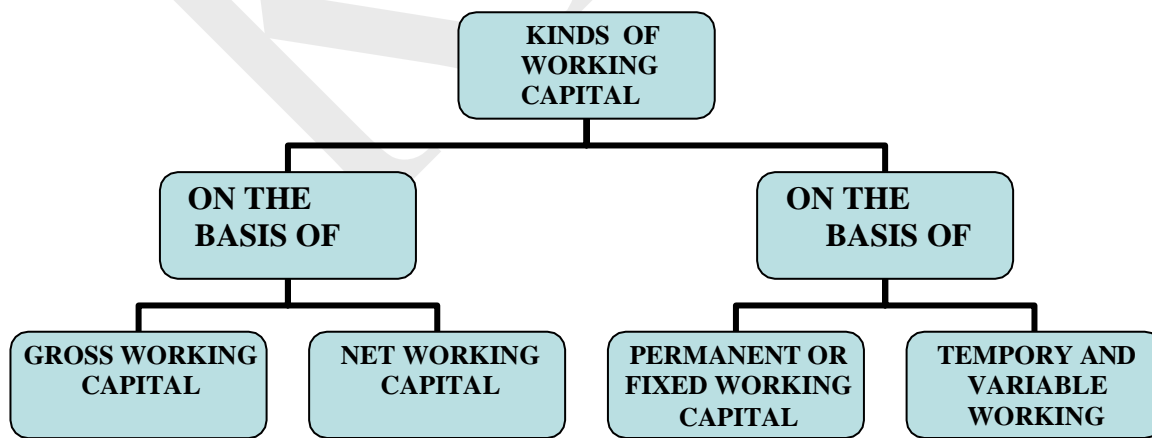 KINDS OF
WORKING
CAPITAL
ON THE
BASIS OF
ON THE
BASIS OF
GROSS WORKING
CAPITAL
NET WORKING
CAPITAL
PERMANENT OR
FIXED WORKING
CAPITAL
TEMPORY AND
VARIABLE
WORKING